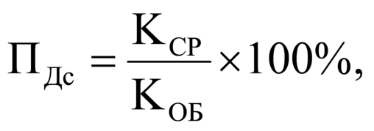 П_Дс = К_СР / К_ОБ × 100%,